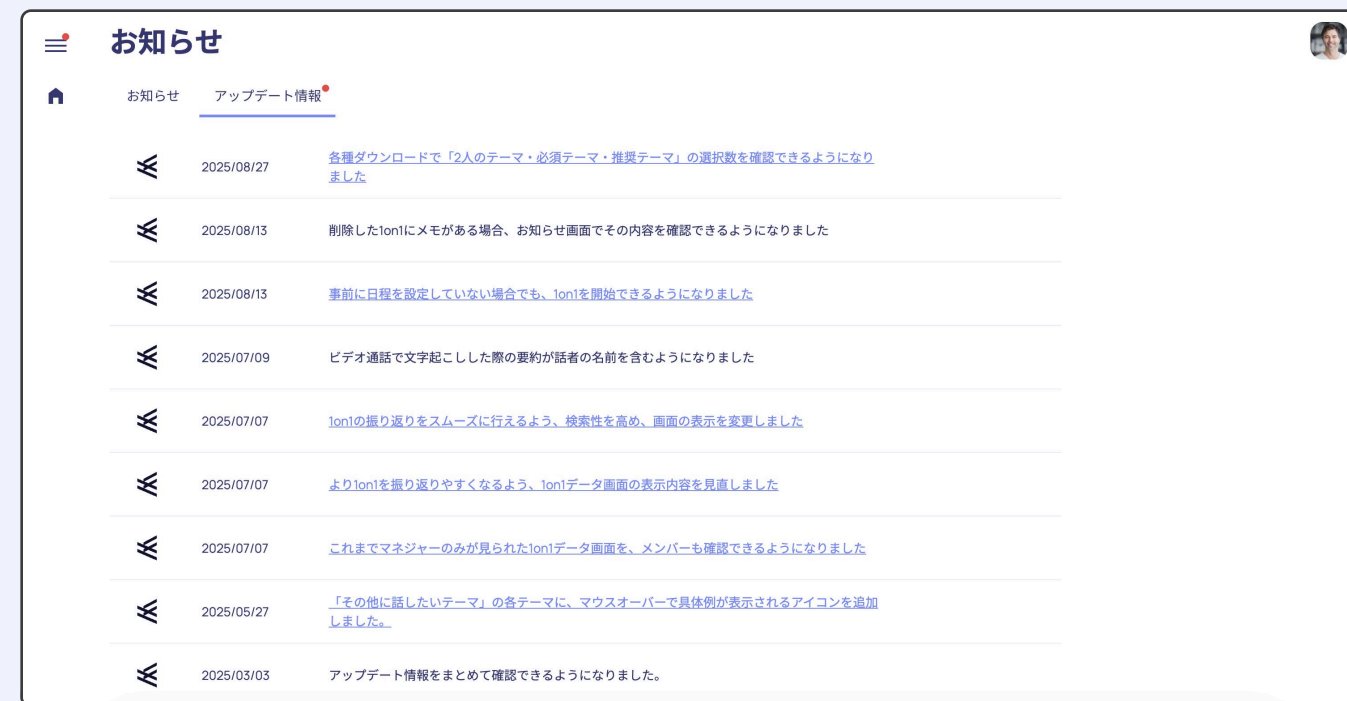 お知らせ
お知らせ
アップデート情報
2025/08/27
各種ダウンロードで「2人のテーマ・必須テーマ・推奨テーマ」の選択数を確認できるようになり
ました
2025/08/13
削除した1on1にメモがある場合、お知らせ画面でその内容を確認できるようになりました
2025/08/13
事前に日程を設定していない場合でも、1on1を開始できるようになりました
2025/07/09
ビデオ通話で文字起こしした際の要約が話者の名前を含むようになりました
2025/07/07
1on1の振り返りをスムーズに行えるよう、検索性を高め、画面の表示を変更しました
2025/07/07
より1on1を振り返りやすくなるよう、1on1データ画面の表示内容を見直しました
2025/07/07
これまでマネジャーのみが見られた1on1データ画面を、メンバーも確認できるようになりました
2025/05/27
「その他に話したいテーマ」の各テーマに、マウスオーバーで具体例が表示されるアイコンを追加
しました。
2025/03/03
アップデート情報をまとめて確認できるようになりました。